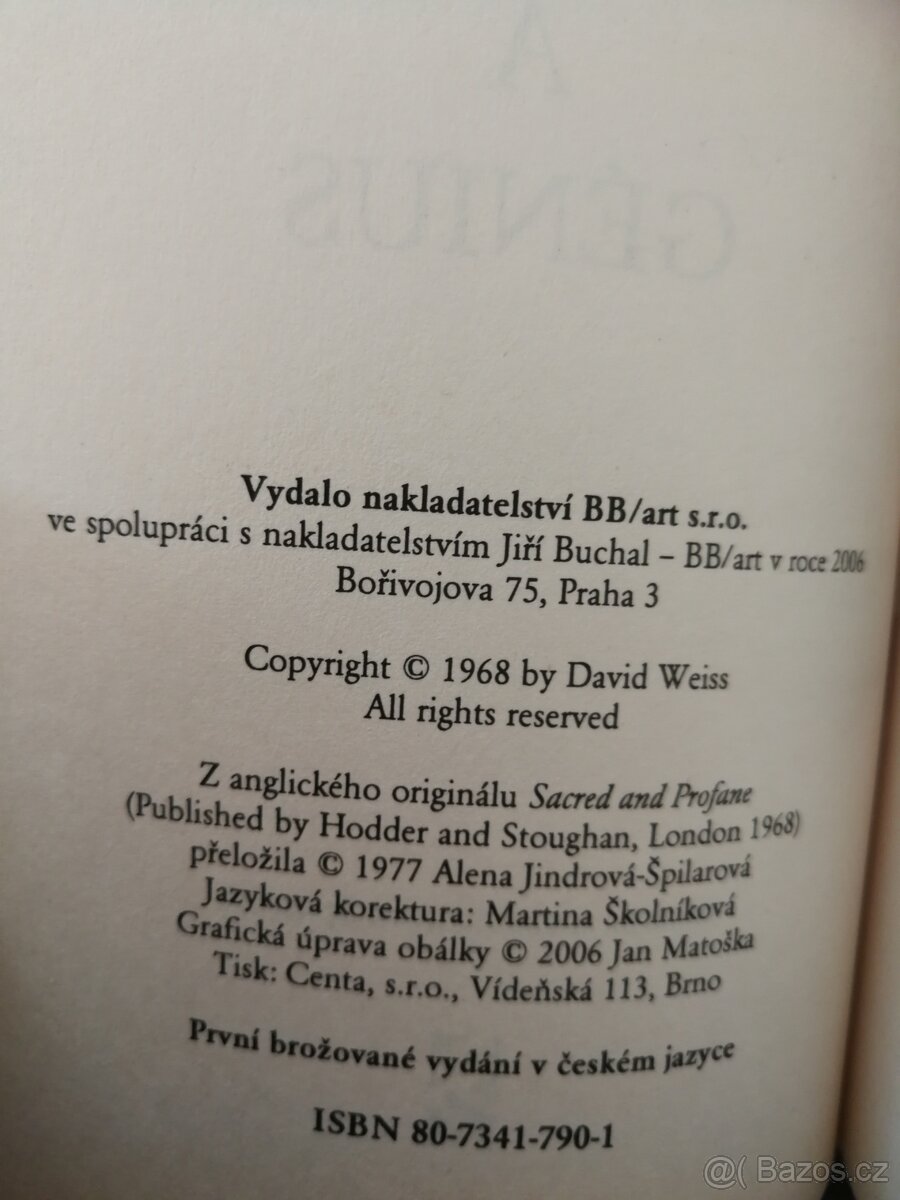 A
GÉNIUS
Vydalo nakladatelství BB/art s.r.o.
ve spolupráci s nakladatelstvím Jiří Buchal – BB/art v roce 2006
Bořivojova 75, Praha 3
Copyright © 1968 by David Weiss
All rights reserved
Z anglického originálu Sacred and Profane
(Published by Hodder and Stoughan, London 1968)
přeložila © 1977 Alena Jindrová-Špilarová
Jazyková korektura: Martina Školníková
Grafická úprava obálky © 2006 Jan Matoška
Tisk: Centa, s.r.o., Vídeňská 113, Brno
První brožované vydání v českém jazyce
ISBN 80-7341-790-1
@( Bazos.cz